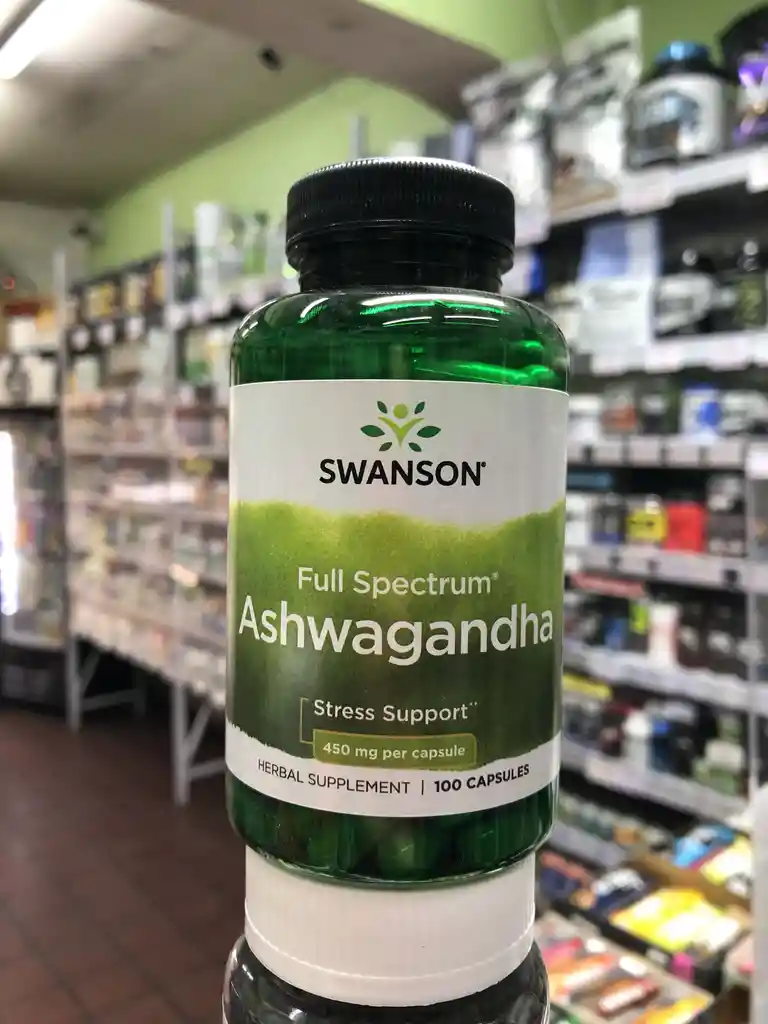 SWANSON®
Full Spectrum®
Ashwagandha
Stress Support**
450 mg per capsule
HERBAL SUPPLEMENT | 100 CAPSULES